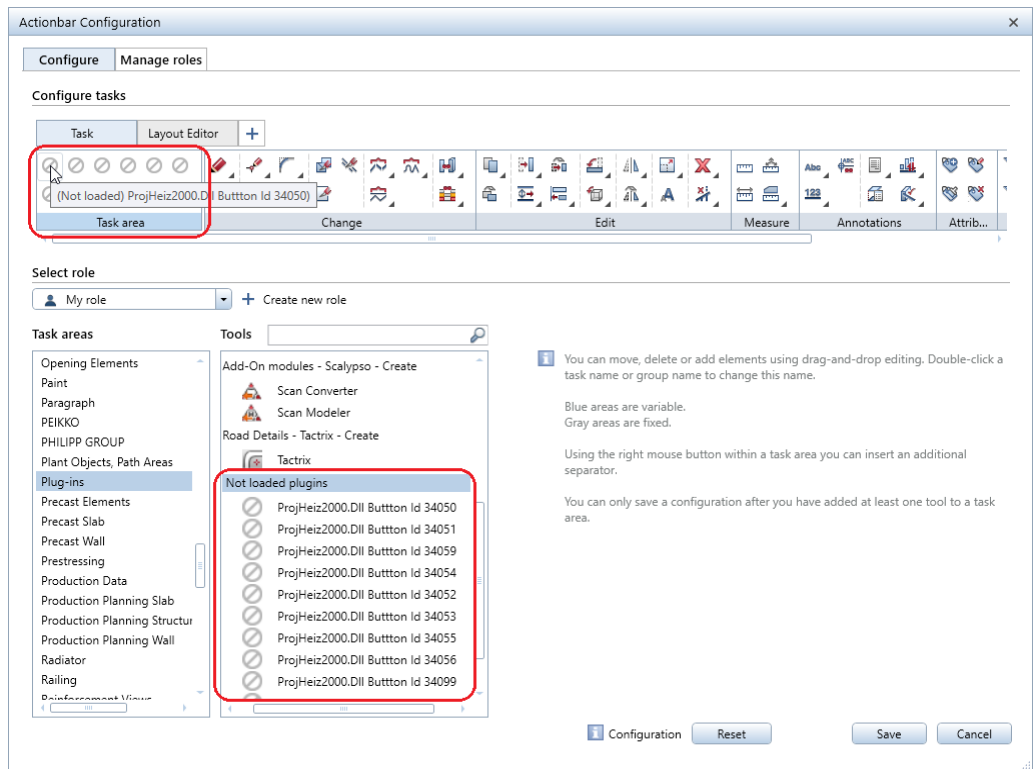 Actionbar Configuration
Configure
Manage roles
Configure tasks
Task
Layout Editor
(Not loaded) ProjHeiz2000.Dll Buttton Id 34050)
Abc
ABC
123
Task area
Change
Edit
Measure
Annotations
Attrib...
Select role
My role
Create new role
Task areas
Opening Elements
Paint
Paragraph
PEIKKO
PHILIPP GROUP
Plant Objects, Path Areas
Plug-ins
Precast Elements
Precast Slab
Precast Wall
Prestressing
Production Data
Production Planning Slab
Production Planning Structur
Production Planning Wall
Radiator
Railing
Reinforcement Views
Tools
Add-On modules - Scalypso - Create
Scan Converter
Scan Modeler
Road Details - Tactrix - Create
Tactrix
Not loaded plugins
ProjHeiz2000.Dll Buttton Id 34050
ProjHeiz2000.Dll Buttton Id 34051
ProjHeiz2000.Dll Buttton Id 34059
ProjHeiz2000.Dll Buttton Id 34054
ProjHeiz2000.Dll Buttton Id 34052
ProjHeiz2000.Dll Buttton Id 34053
ProjHeiz2000.Dll Buttton Id 34055
ProjHeiz2000.Dll Buttton Id 34056
ProjHeiz2000.Dll Buttton Id 34099
You can move, delete or add elements using drag-and-drop editing. Double-click a
task name or group name to change this name.
Blue areas are variable.
Gray areas are fixed.
Using the right mouse button within a task area you can insert an additional
separator.
You can only save a configuration after you have added at least one tool to a task
area.
Configuration
Reset
Save
Cancel